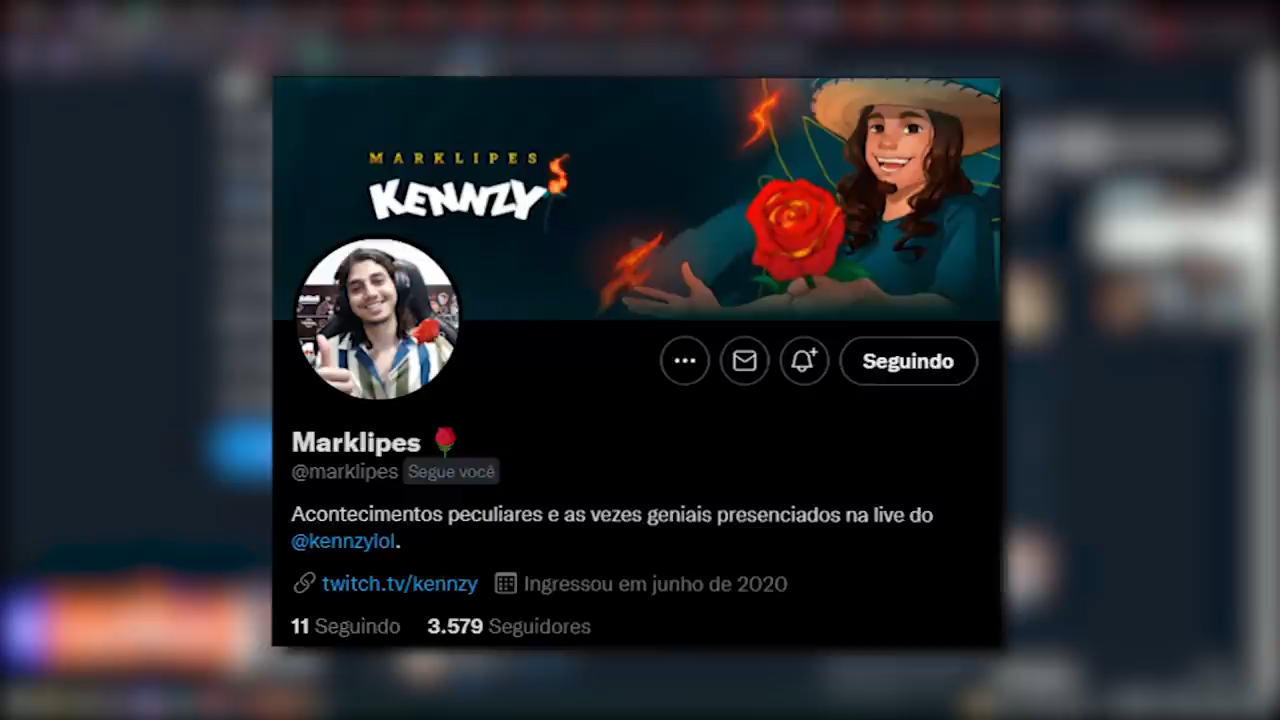 MARKLIPES
KENNZY
Seguindo
Marklipes
@marklipes Segue você
Acontecimentos peculiares e as vezes geniais presenciados na live do
@kennzylol.
twitch.tv/kennzy Ingressou em junho de 2020
11 Seguindo 3.579 Seguidores